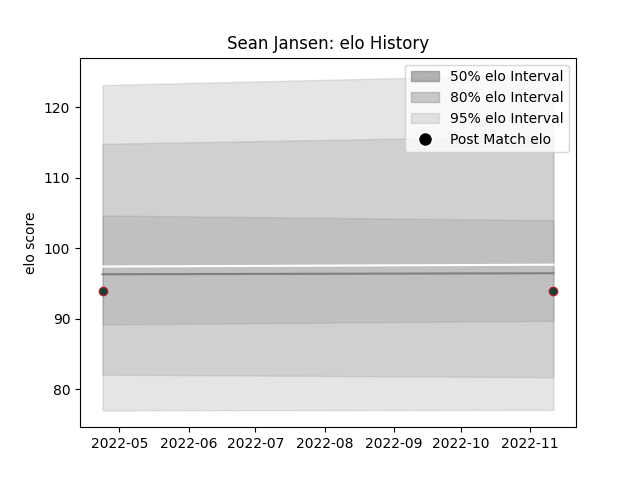 Sean Jansen: elo History
50% elo Interval
80% elo Interval
95% elo Interval
Post Match elo
elo score
120
110
100
90
80
2022-05 2022-06 2022-07 2022-08 2022-09 2022-10 2022-11